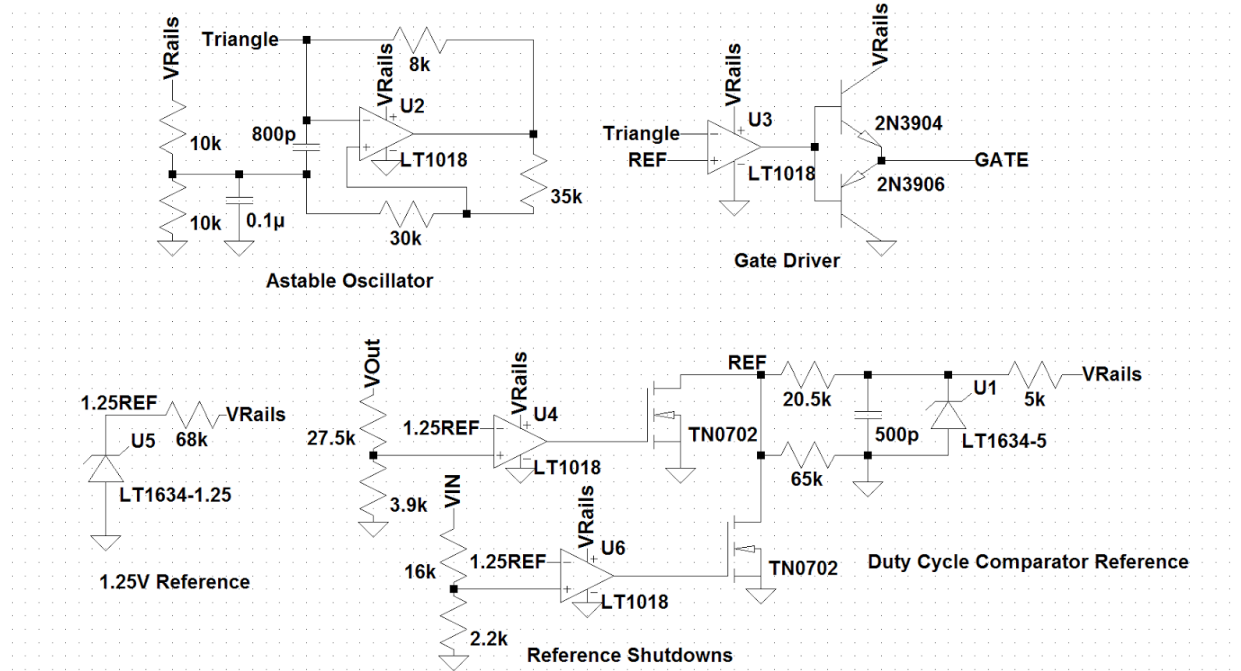 Triangle
VRails
8k
VRails
U2
10k
800p
LT1018
10k
0.1µ
30k
35k
Astable Oscillator
VRails
VRails
U3
Triangle
REF
LT1018
2N3904
GATE
2N3906
Gate Driver
1.25REF
VRails
68k
U5
LT1634-1.25
1.25V Reference
VOut
VRails
U4
27.5k
1.25REF
LT1018
3.9k
VIN
VRails
U6
1.25REF
16k
LT1018
2.2k
Reference Shutdowns
REF
TN0702
TN0702
20.5k
65k
500p
U1
LT1634-5
5k
VRails
Duty Cycle Comparator Reference